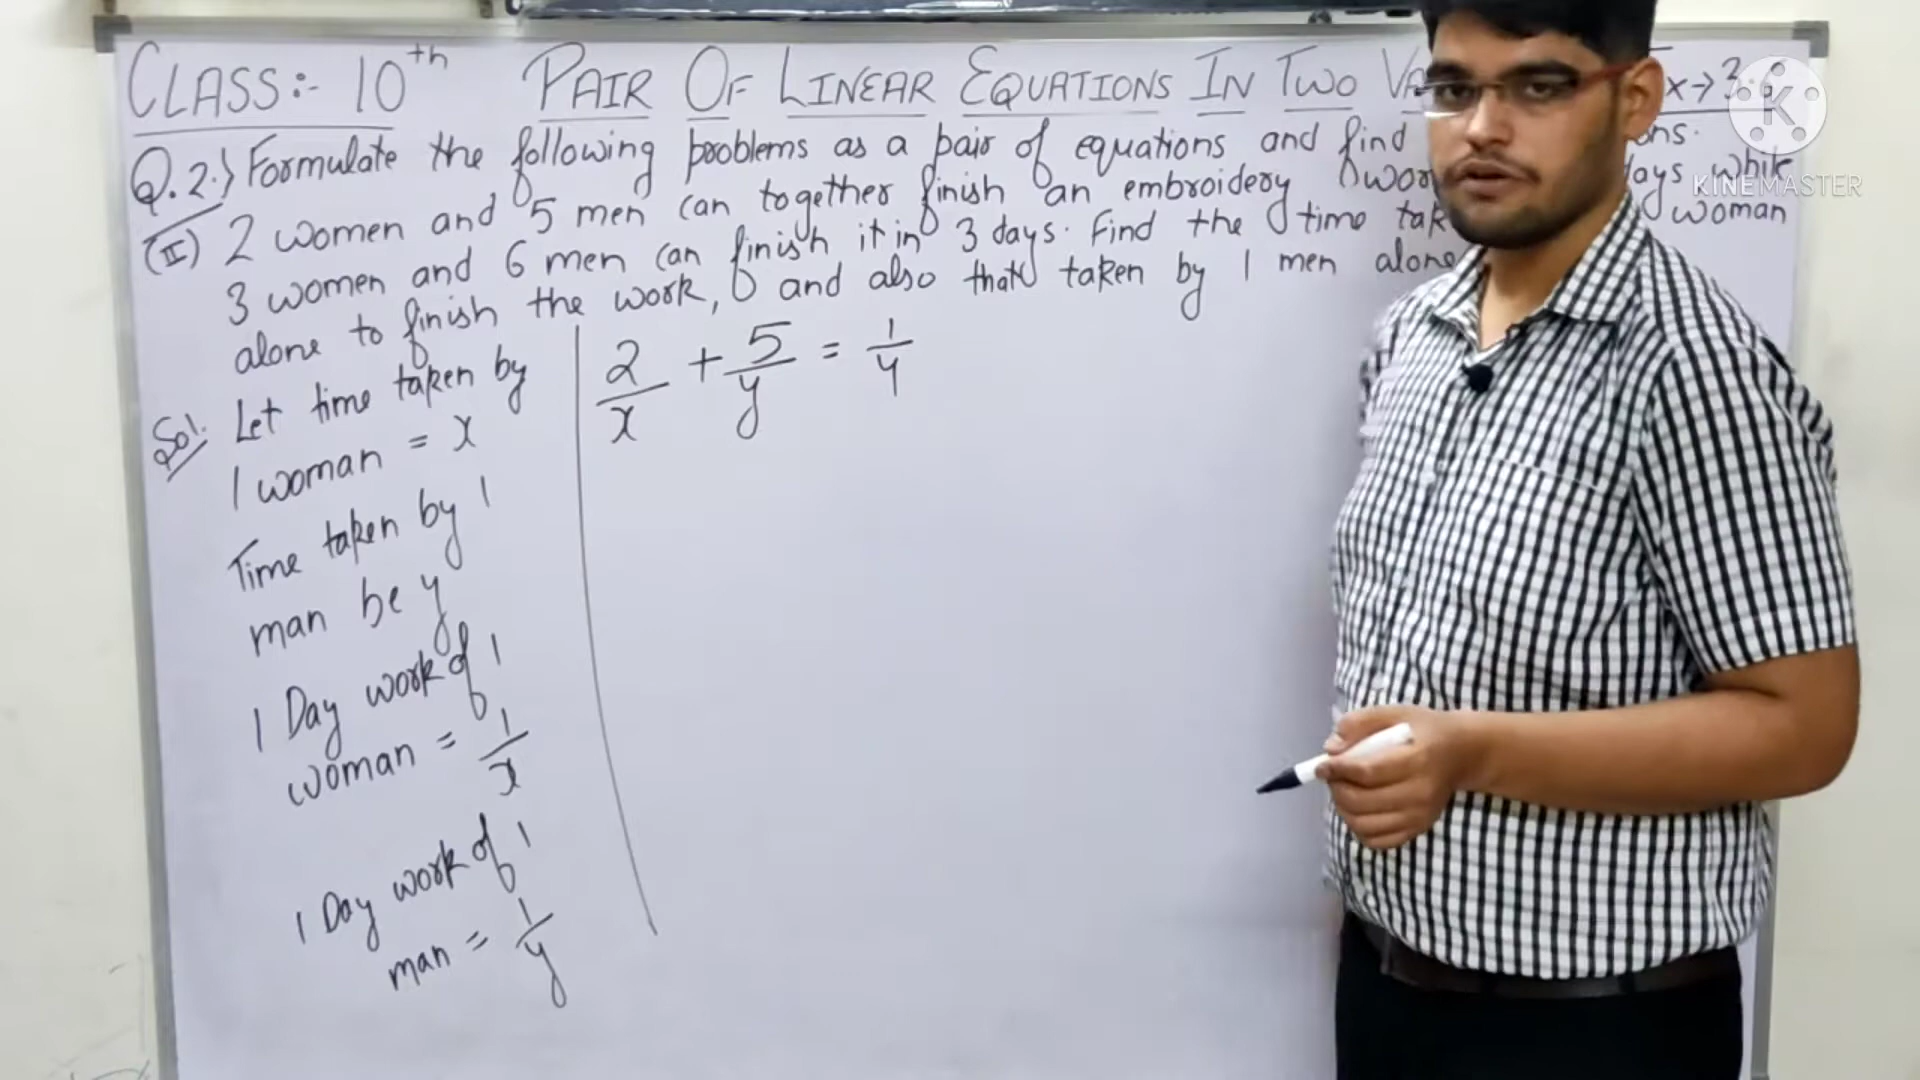 CLASS:- 10th PAIR OF LINEAR EQUATIONS IN TWO VA x→ 3.6
Q.2.) Formulate the following problems as a pair of equations and find ons.
(II) 2 women and 5 men can together finish an embroidery wor days while
3 women and 6 men can finish it in 3 days. Find the time tak woman
alone to finish the work, and also that taken by 1 men alone
Sol. Let time taken by
1 woman = x
Time taken by 1
man be y
1 Day work of 1
woman = 1/x
1 Day work of 1
man = 1/y
2/x + 5/y = 1/4
K
KINEMASTER